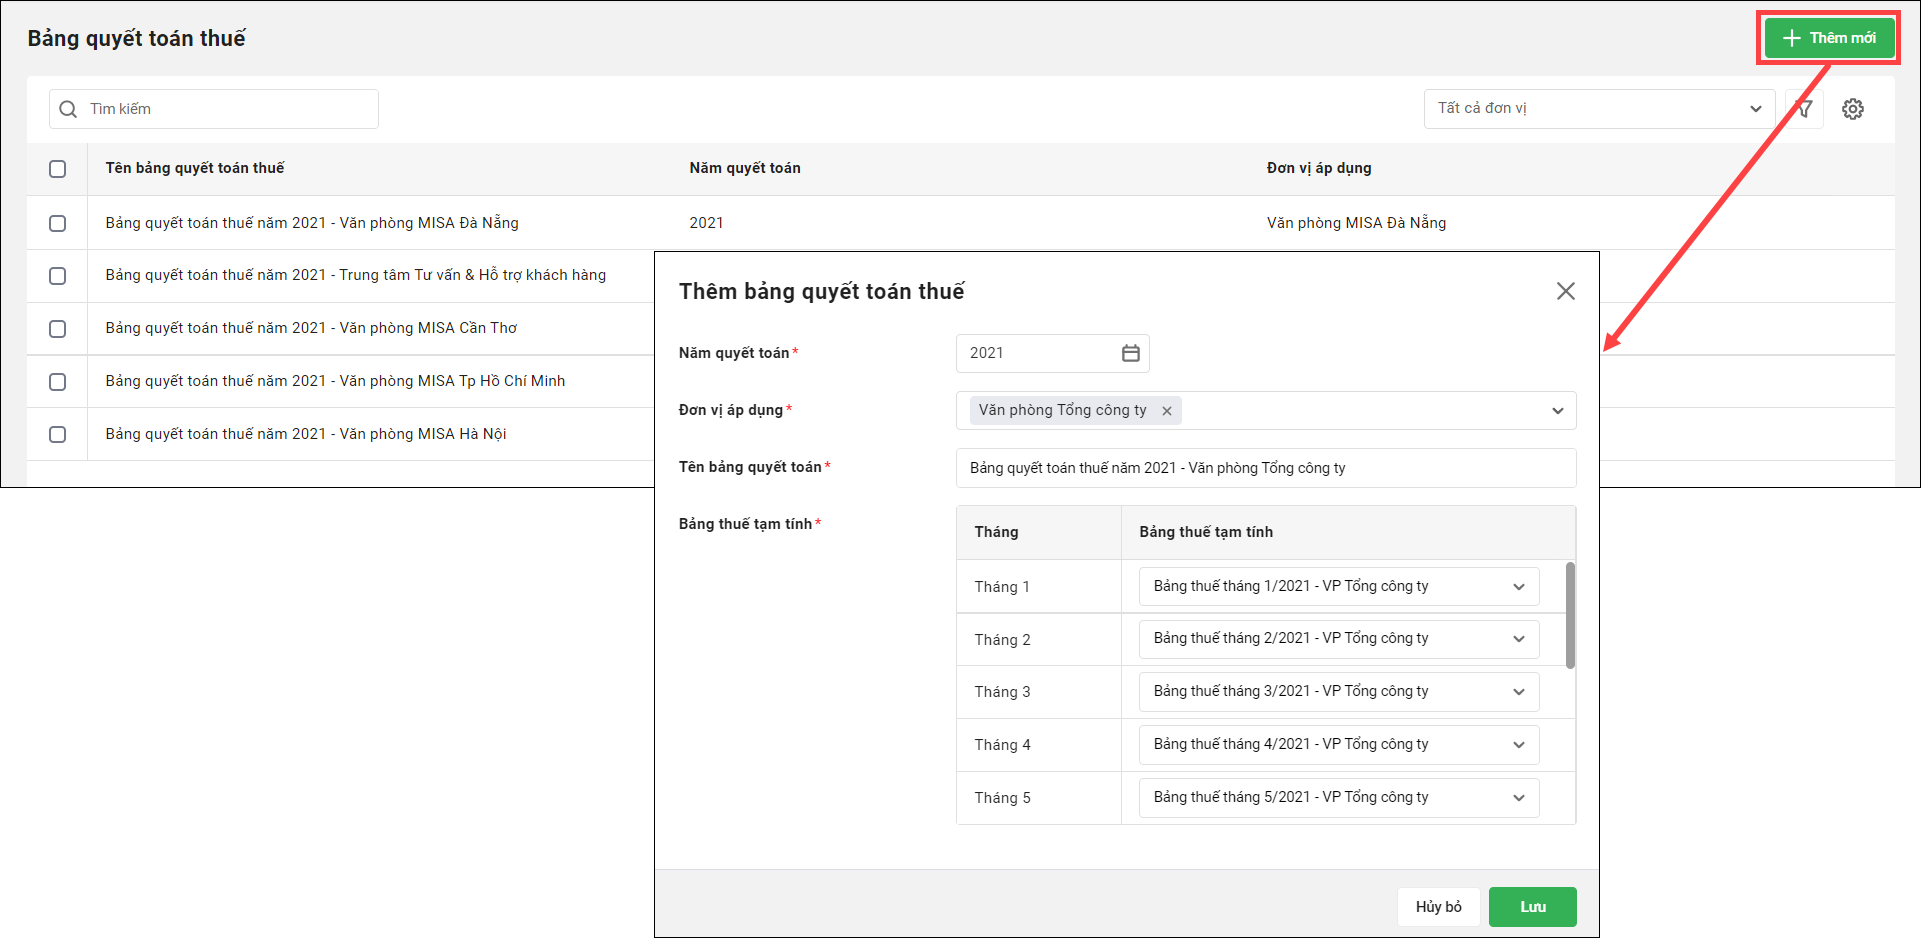 Bảng quyết toán thuế
Thêm mới
Tìm kiếm
Tất cả đơn vị
Tên bảng quyết toán thuế
Năm quyết toán
Đơn vị áp dụng
Bảng quyết toán thuế năm 2021 - Văn phòng MISA Đà Nẵng
2021
Văn phòng MISA Đà Nẵng
Bảng quyết toán thuế năm 2021 - Trung tâm Tư vấn & Hỗ trợ khách hàng
Bảng quyết toán thuế năm 2021 - Văn phòng MISA Cần Thơ
Bảng quyết toán thuế năm 2021 - Văn phòng MISA Tp Hồ Chí Minh
Bảng quyết toán thuế năm 2021 - Văn phòng MISA Hà Nội
Thêm bảng quyết toán thuế
Năm quyết toán*
2021
Đơn vị áp dụng*
Văn phòng Tổng công ty
Tên bảng quyết toán*
Bảng quyết toán thuế năm 2021 - Văn phòng Tổng công ty
Bảng thuế tạm tính*
Tháng
Bảng thuế tạm tính
Tháng 1
Bảng thuế tháng 1/2021 - VP Tổng công ty
Tháng 2
Bảng thuế tháng 2/2021 - VP Tổng công ty
Tháng 3
Bảng thuế tháng 3/2021 - VP Tổng công ty
Tháng 4
Bảng thuế tháng 4/2021 - VP Tổng công ty
Tháng 5
Bảng thuế tháng 5/2021 - VP Tổng công ty
Hủy bỏ
Lưu